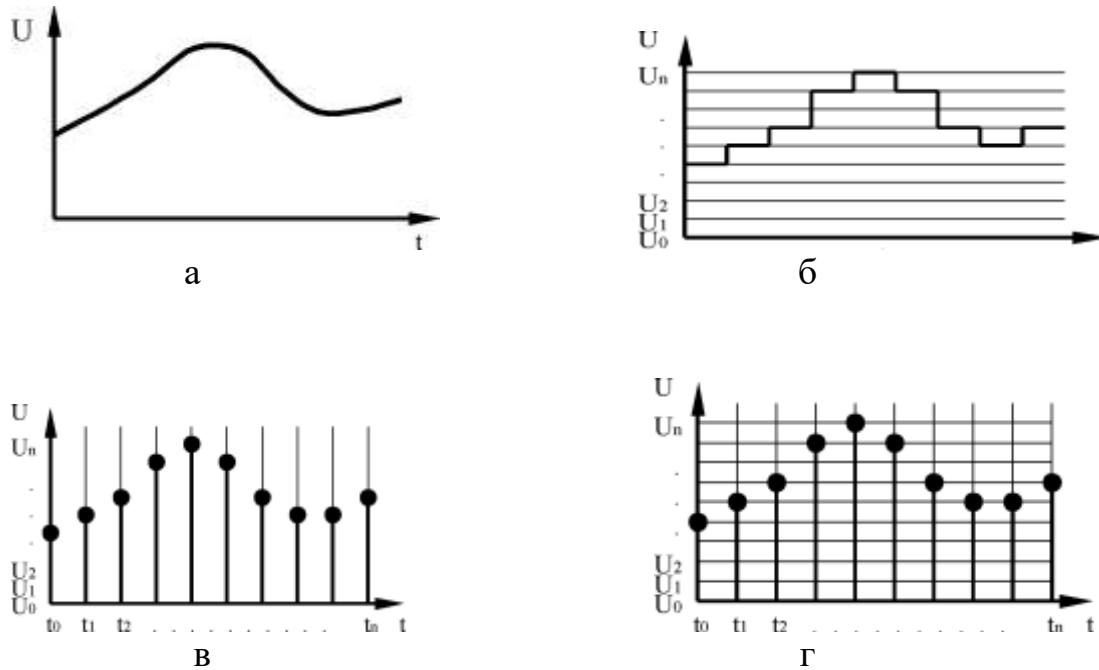 U
t
а
U
Un
.
.
.
U2
U1
U0
б
U
Un
.
.
.
U2
U1
U0
t0 t1 t2 . . . . . . . . . tn t
в
U
Un
.
.
.
U2
U1
U0
t0 t1 t2 . . . . . . . . . tn t
г